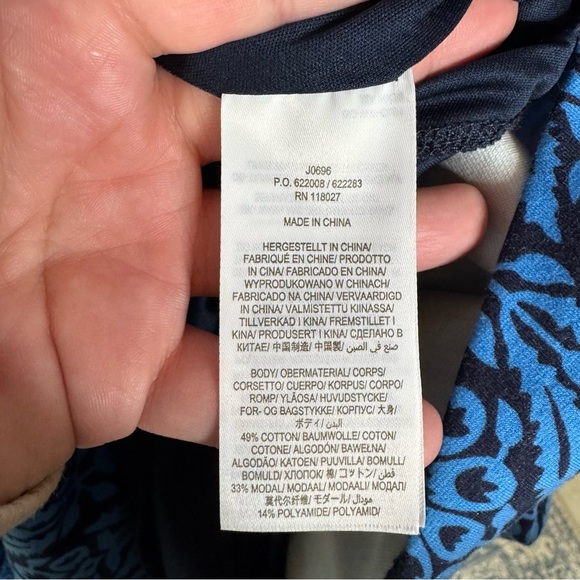 J0696
P.O. 622008 / 622283
RN 118027
MADE IN CHINA
HERGESTELLT IN CHINA/
FABRIQUÉ EN CHINE/ PRODOTTO
IN CINA/ FABRICADO EN CHINA/
WYPRODUKOWANO W CHINACH/
FABRICADO NA CHINA/ VERVAARDIGD
IN CHINA/ VALMISTETTU KIINASSA/
TILLVERKAD I KINA/ FREMSTILLET I
KINA/ PRODUSERT I KINA/ СДЕЛАНО В
КИТАЕ/ 中国制造/ 中国製/ صنع في الصين
BODY/ OBERMATERIAL/ CORPS/
CORSETTO/ CUERPO/ KORPUS/ CORPO/
ROMP/ YLÄOSA/ HUVUDSTYCKE/
FOR- OG BAGSTYKKE/ КОРПУС/ 大身/
ボディ/ البدن
49% COTTON/ BAUMWOLLE/ COTON/
COTONE/ ALGODÓN/ BAWEŁNA/
ALGODÃO/ KATOEN/ PUUVILLA/ BOMULL/
BOMULD/ ХЛОПОК/ 棉/ コットン/ قطن
33% MODAL/ MODAALI/ MODAAL/ МОДАЛ/
莫代尔纤维/ モダール/ مودال
14% POLYAMIDE/ POLYAMID/